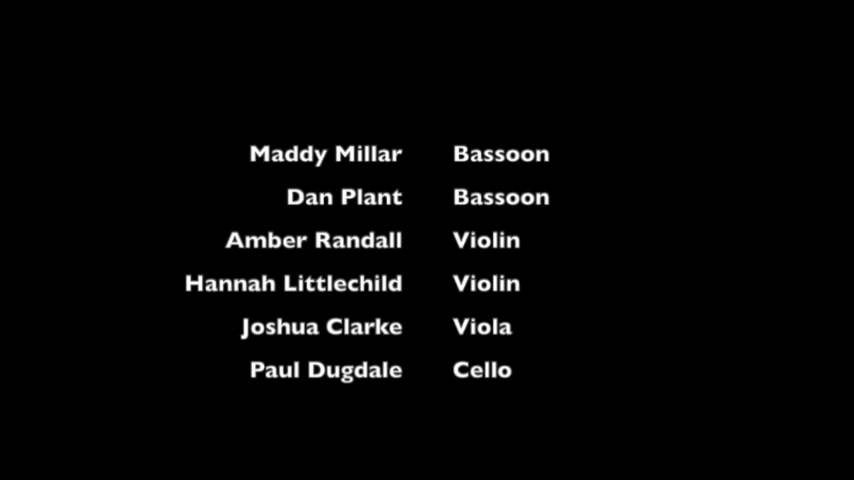 Maddy Millar Bassoon
Dan Plant Bassoon
Amber Randall Violin
Hannah Littlechild Violin
Joshua Clarke Viola
Paul Dugdale Cello